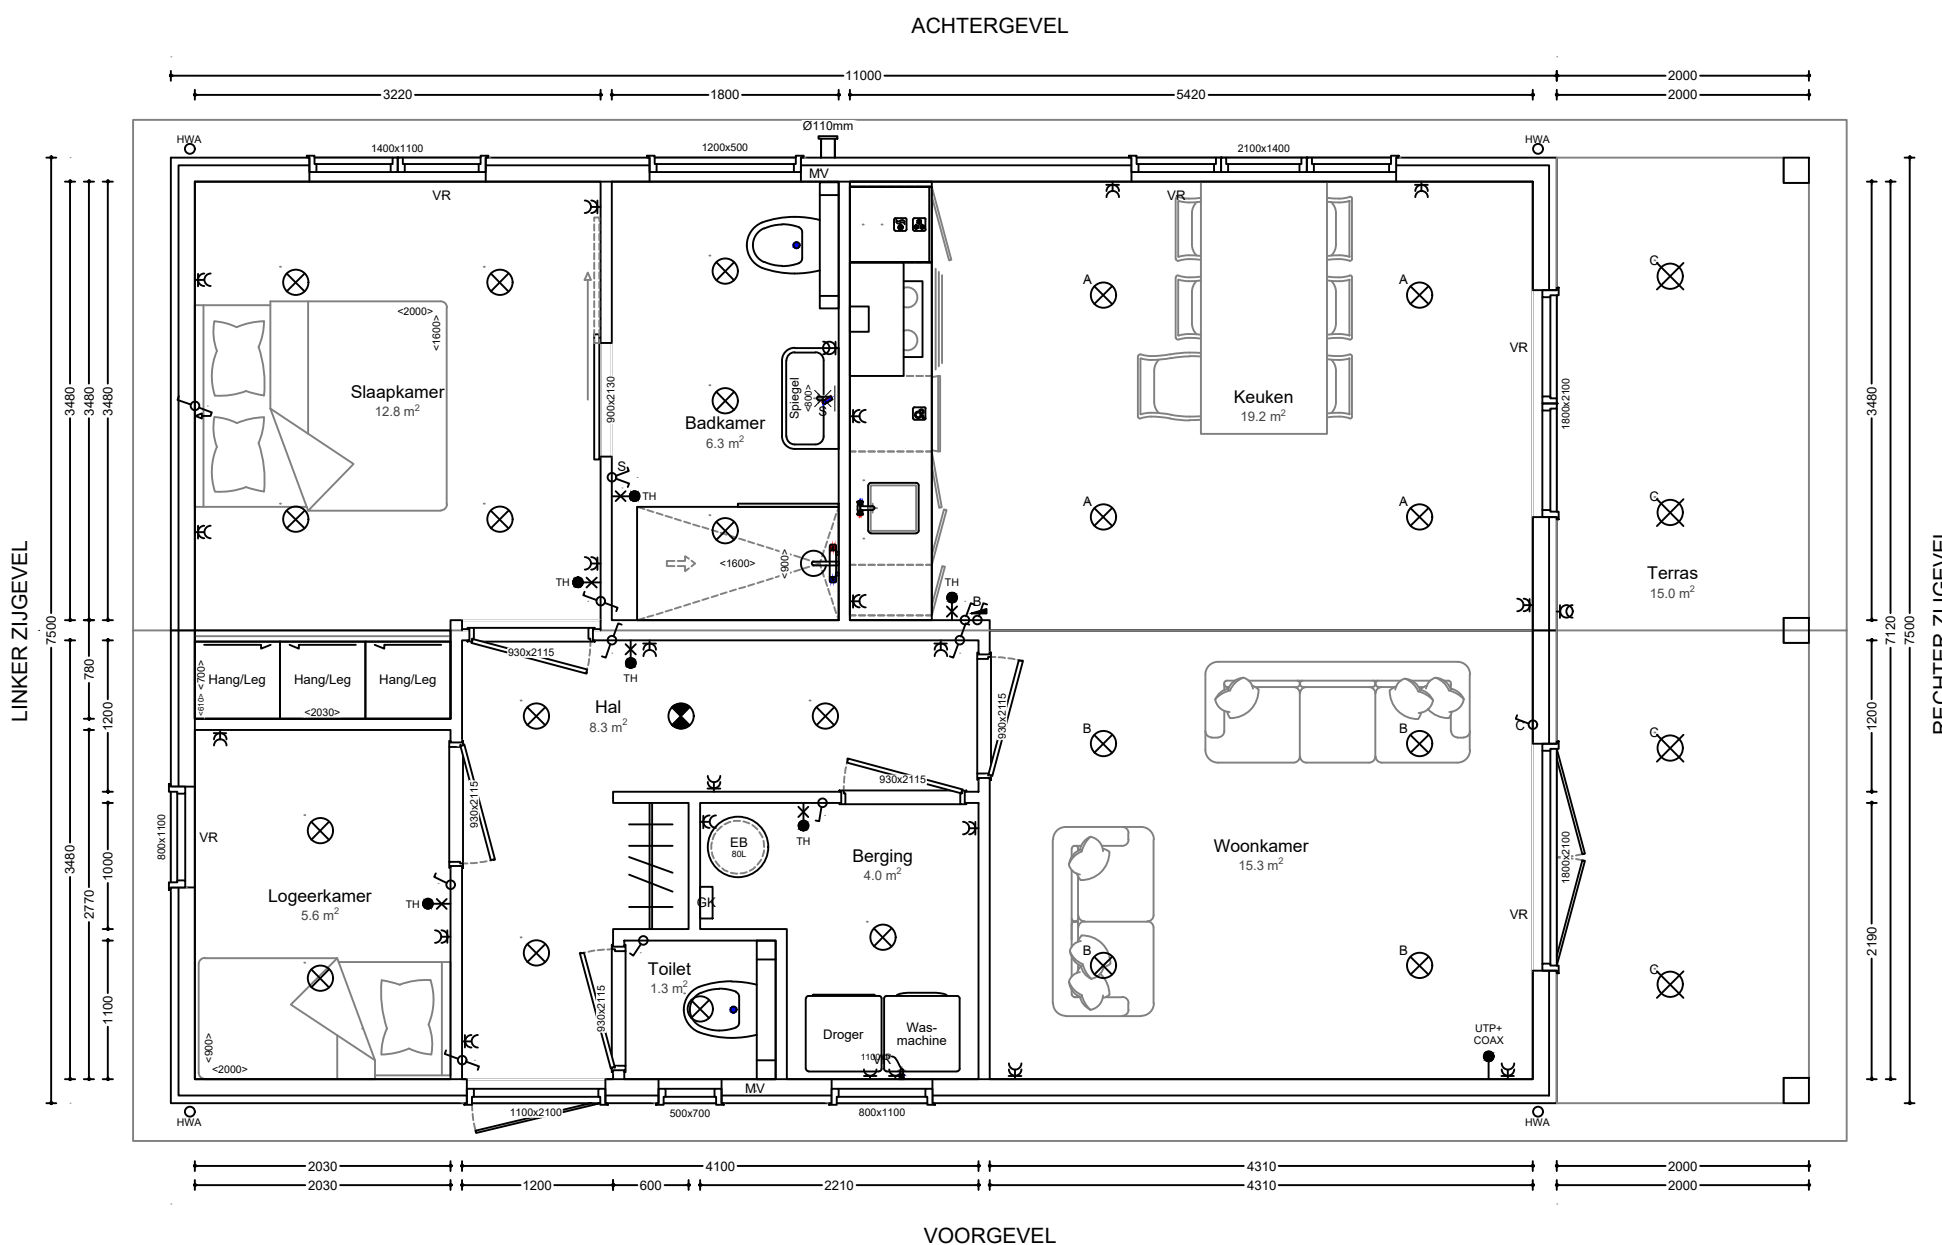 ACHTERGEVEL
11000
2000
3220
1800
5420
2000
Ø110mm
HWA
HWA
1400x1100
1200x500
2100x1400
MV
VR
VR
<2000>
<1600>
A
A
C
VR
Slaapkamer
12.8 m²
900x2130
Spiegel
<800>
S
Badkamer
6.3 m²
Keuken
19.2 m²
1800x2100
3480
3480
3480
3480
S
TH
A
A
C
TH
<1600>
<900>
TH
B
Terras
15.0 m²
LINKER ZIJGEVEL
7500
7120
7500
RECHTER ZIJGEVEL
930x2115
TH
<700>
<610>
Hang/Leg
Hang/Leg
Hang/Leg
<2030>
780
1200
Hal
8.3 m²
930x2115
B
B
C
C
1200
930x2115
930x2115
800x1100
VR
EB
80L
TH
Berging
4.0 m²
Woonkamer
15.3 m²
1800x2100
3480
2770
1000
Logeerkamer
5.6 m²
TH
GK
VR
2190
B
B
C
Toilet
1.3 m²
930x2115
1100
Droger
Was-
machine
VR
UTP+
COAX
<900>
<2000>
MV
HWA
1100x2100
500x700
800x1100
HWA
2030
4100
4310
2000
2030
1200
600
2210
4310
2000
VOORGEVEL